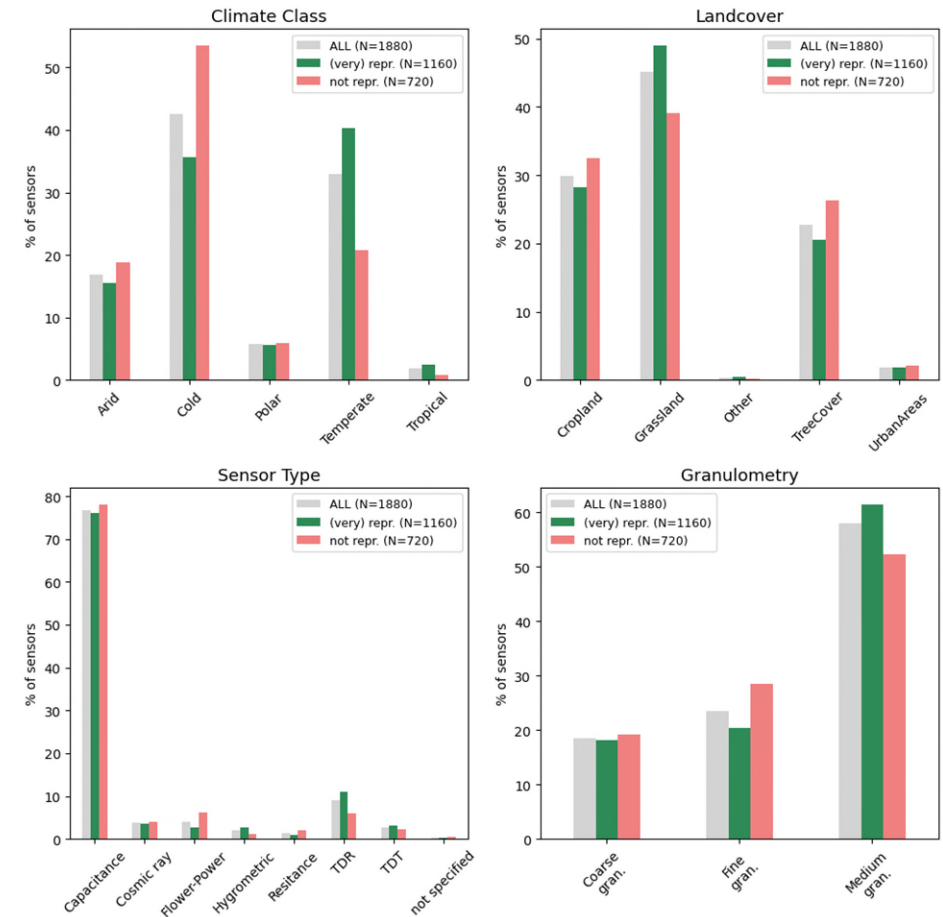 Climate Class
% of sensors
50
40
30
20
10
0
ALL (N=1880)
(very) repr. (N=1160)
not repr. (N=720)
Arid
Cold
Polar
Temperate
Tropical
Landcover
% of sensors
50
40
30
20
10
0
ALL (N=1880)
(very) repr. (N=1160)
not repr. (N=720)
Cropland
Grassland
Other
TreeCover
UrbanAreas
Sensor Type
% of sensors
80
70
60
50
40
30
20
10
0
ALL (N=1880)
(very) repr. (N=1160)
not repr. (N=720)
Capacitance
Cosmic ray
Flower-Power
Hygrometric
Resitance
TDR
TDT
not specified
Granulometry
% of sensors
60
50
40
30
20
10
0
ALL (N=1880)
(very) repr. (N=1160)
not repr. (N=720)
Coarse
gran.
Fine
gran.
Medium
gran.